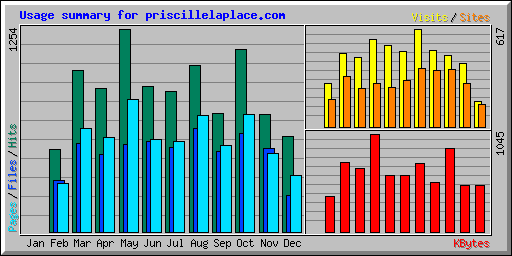 Usage summary for priscillelaplace.com
Visits / Sites
1254
617
Pages / Files / Hits
1045
Jan Feb Mar Apr May Jun Jul Aug Sep Oct Nov Dec
KBytes